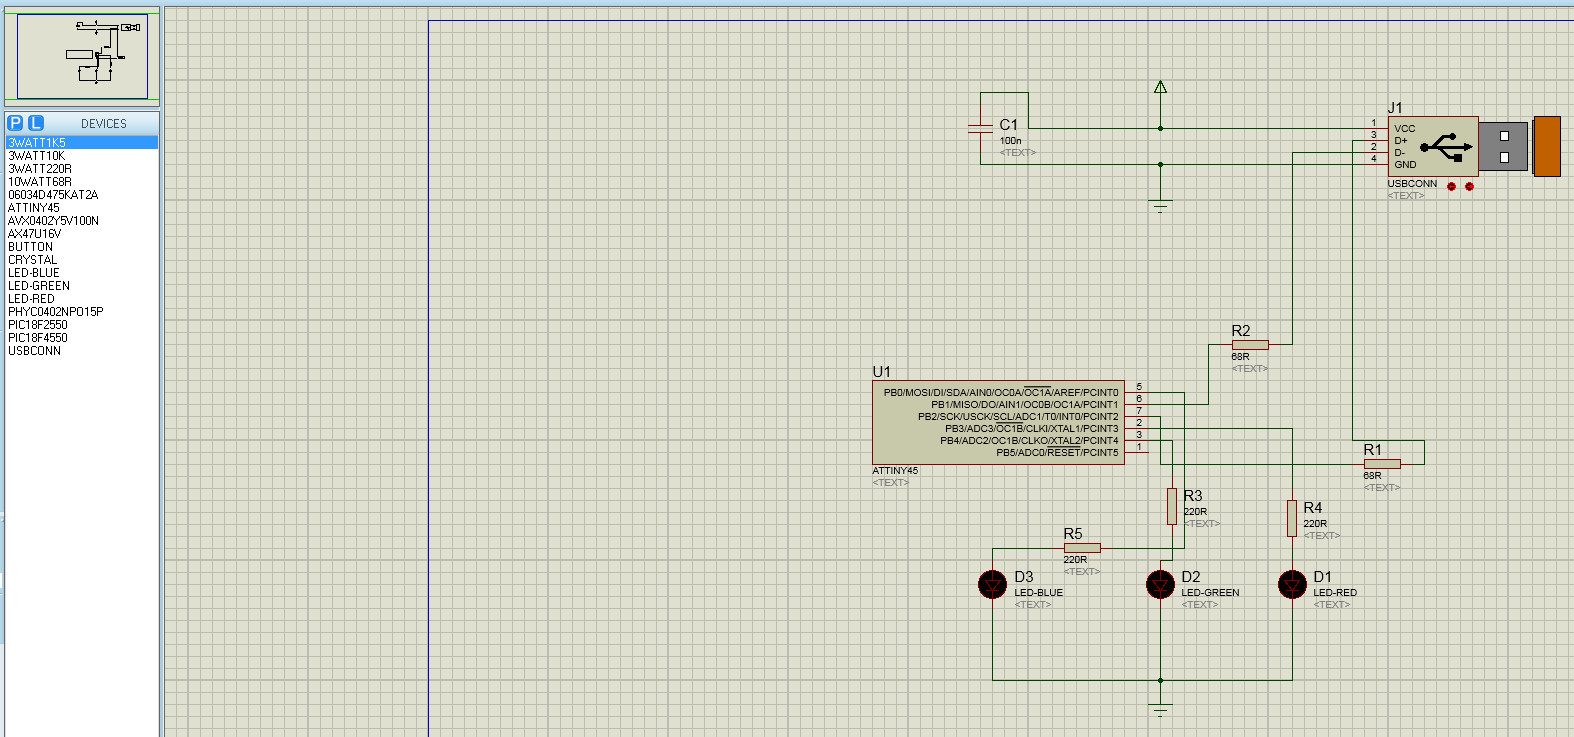 DEVICES
P L
3WATT1K5
3WATT10K
3WATT220R
10WATT68R
06034D475KAT2A
ATTINY45
AVX0402Y5V100N
AX47U16V
BUTTON
CRYSTAL
LED-BLUE
LED-GREEN
LED-RED
PHYC0402NPO15P
PIC18F2550
PIC18F4550
USBCONN
C1
100n
<TEXT>
J1
1 VCC
3 D+
2 D-
4 GND
USBCONN
<TEXT>
R2
68R
<TEXT>
U1
PB0/MOSI/DI/SDA/AIN0/OC0A/OC1A/AREF/PCINT0 5
PB1/MISO/DO/AIN1/OC0B/OC1A/PCINT1 6
PB2/SCK/USCK/SCL/ADC1/T0/INT0/PCINT2 7
PB3/ADC3/OC1B/CLKI/XTAL1/PCINT3 2
PB4/ADC2/OC1B/CLKO/XTAL2/PCINT4 3
PB5/ADC0/RESET/PCINT5 1
ATTINY45
<TEXT>
R1
68R
<TEXT>
R3
220R
<TEXT>
R4
220R
<TEXT>
R5
220R
<TEXT>
D3
LED-BLUE
<TEXT>
D2
LED-GREEN
<TEXT>
D1
LED-RED
<TEXT>